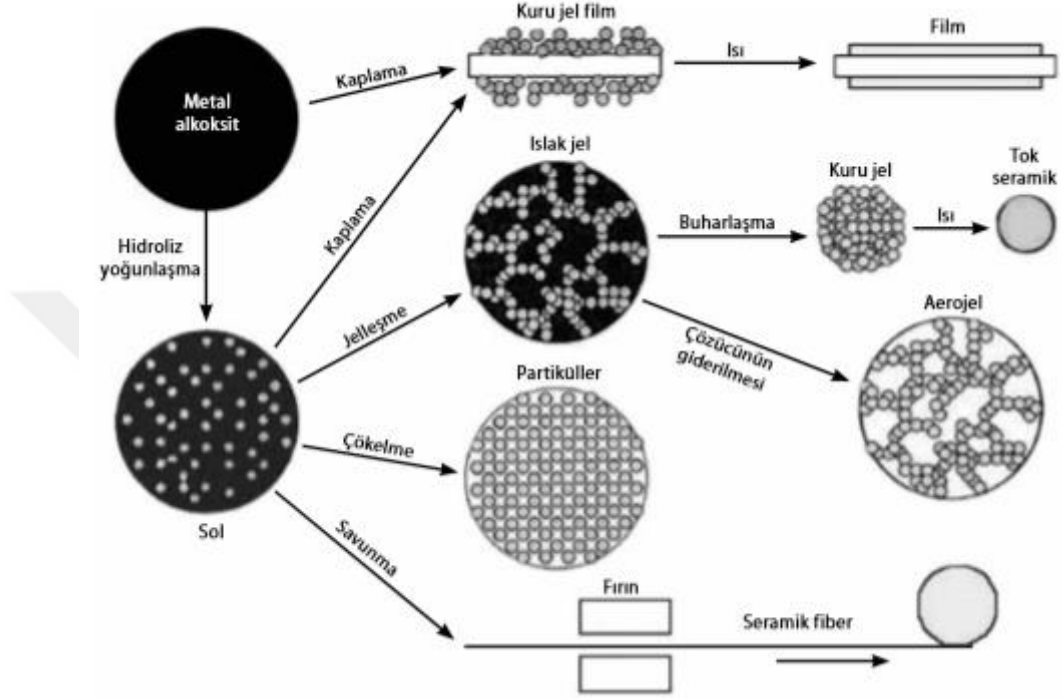 Kuru jel film
Film
Isı
Kaplama
Metal
alkoksit
Islak jel
Kuru jel
Tok
seramik
Kaplama
Buharlaşma
Isı
Hidroliz
yoğunlaşma
Jelleşme
Aerojel
Çözücünün
giderilmesi
Partiküller
Çökelme
Sol
Savunma
Fırın
Seramik fiber